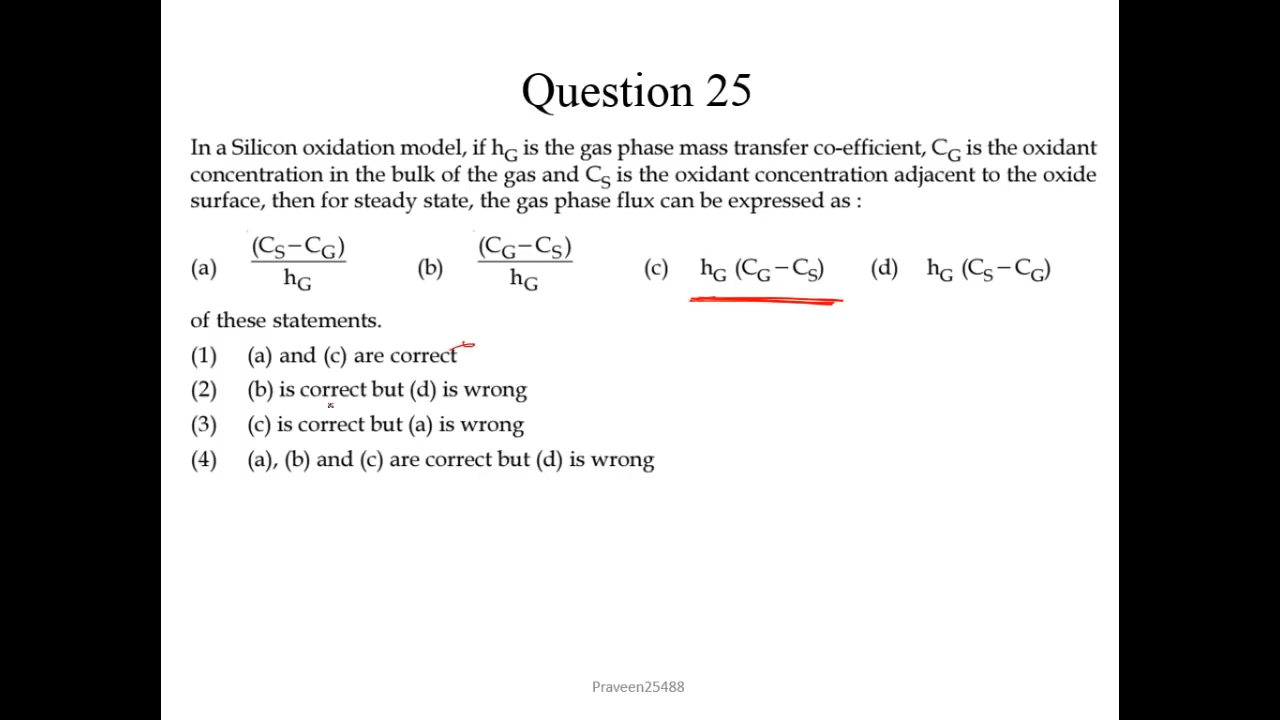 Question 25
In a Silicon oxidation model, if hG is the gas phase mass transfer co-efficient, CG is the oxidant
concentration in the bulk of the gas and CS is the oxidant concentration adjacent to the oxide
surface, then for steady state, the gas phase flux can be expressed as :
(a) (CS−CG)/hG (b) (CG−CS)/hG (c) hG (CG−CS) (d) hG (CS−CG)
of these statements.
(1) (a) and (c) are correct
(2) (b) is correct but (d) is wrong
(3) (c) is correct but (a) is wrong
(4) (a), (b) and (c) are correct but (d) is wrong
Praveen25488